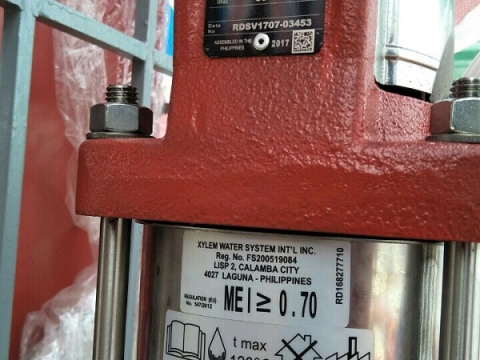 Date
No
RDSV1707-03453
ASSEMBLED IN THE
PHILIPPINES
2017
XYLEM WATER SYSTEM INT'L INC.
Reg. No. FS200519084
LISP 2, CALAMBA CITY
4027 LAGUNA - PHILIPPINES
REGULATION (EU)
No. 547/2012
MEI ≥ 0.70
RD168277710
t max